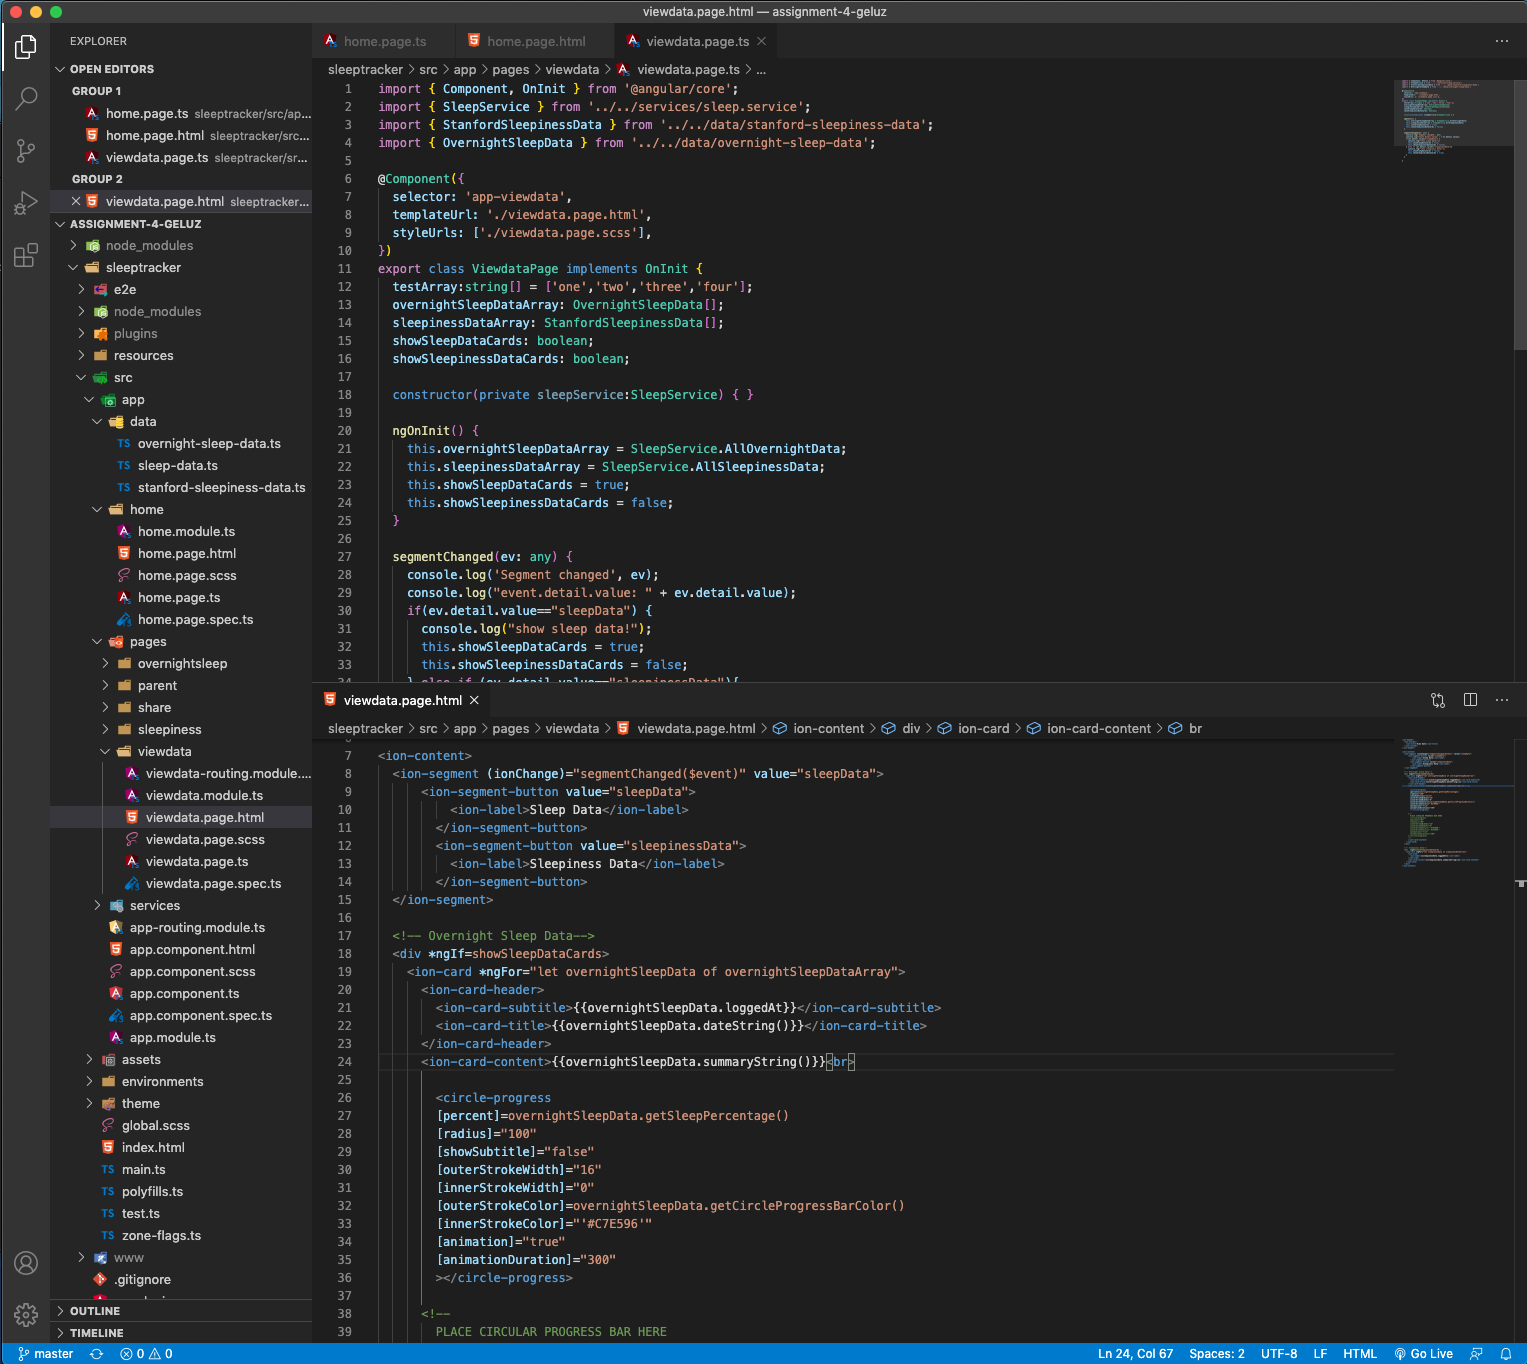 viewdata.page.html — assignment-4-geluz
EXPLORER
OPEN EDITORS
GROUP 1
home.page.ts sleeptracker/src/ap...
home.page.html sleeptracker/src...
viewdata.page.ts sleeptracker/sr...
GROUP 2
viewdata.page.html sleeptracker...
ASSIGNMENT-4-GELUZ
node_modules
sleeptracker
e2e
node_modules
plugins
resources
src
app
data
TS overnight-sleep-data.ts
TS sleep-data.ts
TS stanford-sleepiness-data.ts
home
home.module.ts
home.page.html
home.page.scss
home.page.ts
home.page.spec.ts
pages
overnightsleep
parent
share
sleepiness
viewdata
viewdata-routing.module....
viewdata.module.ts
viewdata.page.html
viewdata.page.scss
viewdata.page.ts
viewdata.page.spec.ts
services
app-routing.module.ts
app.component.html
app.component.scss
app.component.ts
app.component.spec.ts
app.module.ts
assets
environments
theme
global.scss
index.html
TS main.ts
TS polyfills.ts
TS test.ts
TS zone-flags.ts
www
.gitignore
OUTLINE
TIMELINE
home.page.ts home.page.html viewdata.page.ts
sleeptracker > src > app > pages > viewdata > viewdata.page.ts > ...
1 import { Component, OnInit } from '@angular/core';
2 import { SleepService } from '../../services/sleep.service';
3 import { StanfordSleepinessData } from '../../data/stanford-sleepiness-data';
4 import { OvernightSleepData } from '../../data/overnight-sleep-data';
5
6 @Component({
7 selector: 'app-viewdata',
8 templateUrl: './viewdata.page.html',
9 styleUrls: ['./viewdata.page.scss'],
10 })
11 export class ViewdataPage implements OnInit {
12 testArray:string[] = ['one','two','three','four'];
13 overnightSleepDataArray: OvernightSleepData[];
14 sleepinessDataArray: StanfordSleepinessData[];
15 showSleepDataCards: boolean;
16 showSleepinessDataCards: boolean;
17
18 constructor(private sleepService:SleepService) { }
19
20 ngOnInit() {
21 this.overnightSleepDataArray = SleepService.AllOvernightData;
22 this.sleepinessDataArray = SleepService.AllSleepinessData;
23 this.showSleepDataCards = true;
24 this.showSleepinessDataCards = false;
25 }
26
27 segmentChanged(ev: any) {
28 console.log('Segment changed', ev);
29 console.log("event.detail.value: " + ev.detail.value);
30 if(ev.detail.value=="sleepData") {
31 console.log("show sleep data!");
32 this.showSleepDataCards = true;
33 this.showSleepinessDataCards = false;
34 } else if (ev.detail.value=="sleepinessData"){
viewdata.page.html
sleeptracker > src > app > pages > viewdata > viewdata.page.html > ion-content > div > ion-card > ion-card-content > br
7 <ion-content>
8 <ion-segment (ionChange)="segmentChanged($event)" value="sleepData">
9 <ion-segment-button value="sleepData">
10 <ion-label>Sleep Data</ion-label>
11 </ion-segment-button>
12 <ion-segment-button value="sleepinessData">
13 <ion-label>Sleepiness Data</ion-label>
14 </ion-segment-button>
15 </ion-segment>
16
17 <!-- Overnight Sleep Data-->
18 <div *ngIf=showSleepDataCards>
19 <ion-card *ngFor="let overnightSleepData of overnightSleepDataArray">
20 <ion-card-header>
21 <ion-card-subtitle>{{overnightSleepData.loggedAt}}</ion-card-subtitle>
22 <ion-card-title>{{overnightSleepData.dateString()}}</ion-card-title>
23 </ion-card-header>
24 <ion-card-content>{{overnightSleepData.summaryString()}}<br>
25
26 <circle-progress
27 [percent]=overnightSleepData.getSleepPercentage()
28 [radius]="100"
29 [showSubtitle]="false"
30 [outerStrokeWidth]="16"
31 [innerStrokeWidth]="0"
32 [outerStrokeColor]=overnightSleepData.getCircleProgressBarColor()
33 [innerStrokeColor]="'#C7E596'"
34 [animation]="true"
35 [animationDuration]="300"
36 ></circle-progress>
37
38 <!--
39 PLACE CIRCULAR PROGRESS BAR HERE
master 0 0 Ln 24, Col 67 Spaces: 2 UTF-8 LF HTML Go Live